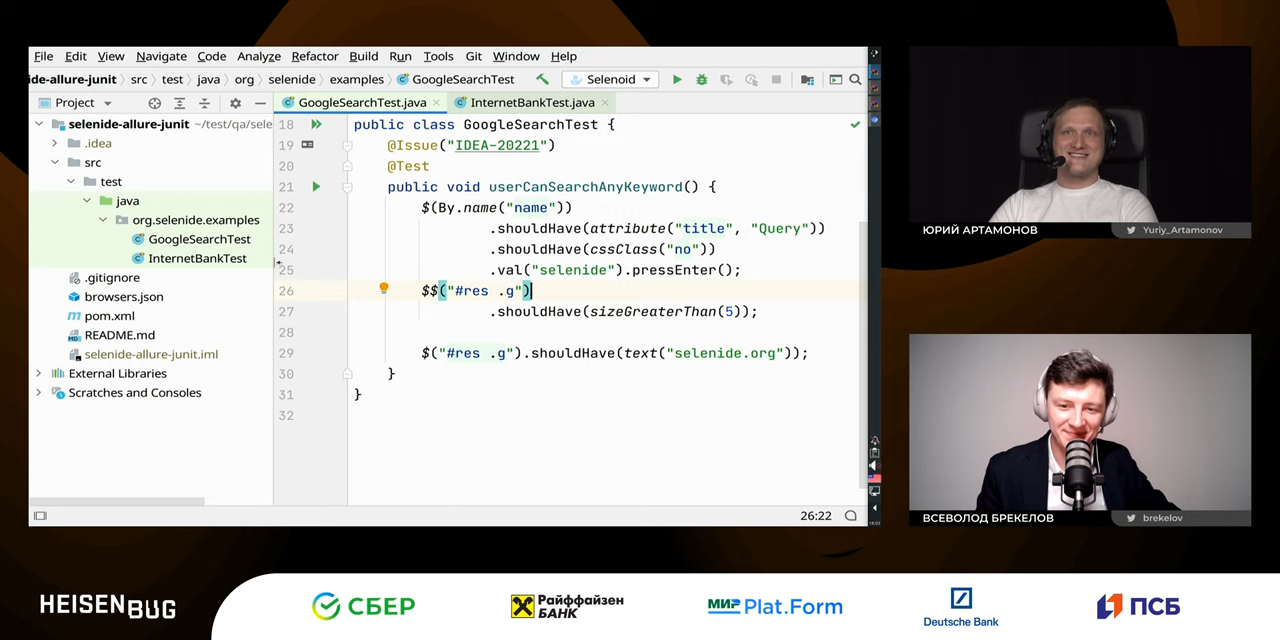 File Edit View Navigate Code Analyze Refactor Build Run Tools Git Window Help
ide-allure-junit src test java org selenide examples GoogleSearchTest Selenoid
Project GoogleSearchTest.java InternetBankTest.java
selenide-allure-junit ~/test/qa/sele
.idea
src
test
java
org.selenide.examples
GoogleSearchTest
InternetBankTest
.gitignore
browsers.json
pom.xml
README.md
selenide-allure-junit.iml
External Libraries
Scratches and Consoles
18 public class GoogleSearchTest {
19 @Issue("IDEA-20221")
20 @Test
21 public void userCanSearchAnyKeyword() {
22 $(By.name("name"))
23 .shouldHave(attribute("title", "Query"))
24 .shouldHave(cssClass("no"))
25 .val("selenide").pressEnter();
26 $$("#res .g")
27 .shouldHave(sizeGreaterThan(5));
28
29 $("#res .g").shouldHave(text("selenide.org"));
30 }
31 }
32
26:22
ЮРИЙ АРТАМОНОВ Yuriy_Artamonov
ВСЕВОЛОД БРЕКЕЛОВ brekelov
HEISENBUG
СБЕР
Райффайзен
БАНК
МИР Plat.Form
Deutsche Bank
ПСБ